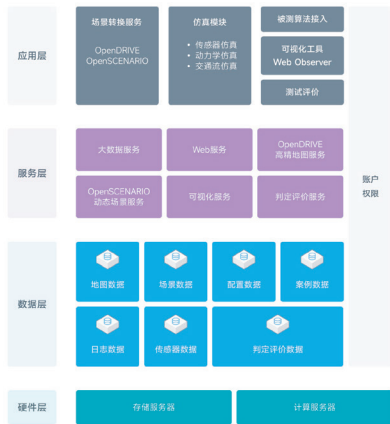 应用层
场景转换服务
OpenDRIVE
OpenSCENARIO
仿真模块
• 传感器仿真
• 动力学仿真
• 交通流仿真
被测算法接入
可视化工具
Web Observer
测试评价
服务层
大数据服务
Web服务
OpenDRIVE
高精地图服务
OpenSCENARIO
动态场景服务
可视化服务
判定评价服务
账户
权限
数据层
地图数据
场景数据
配置数据
案例数据
日志数据
传感器数据
判定评价数据
硬件层
存储服务器
计算服务器